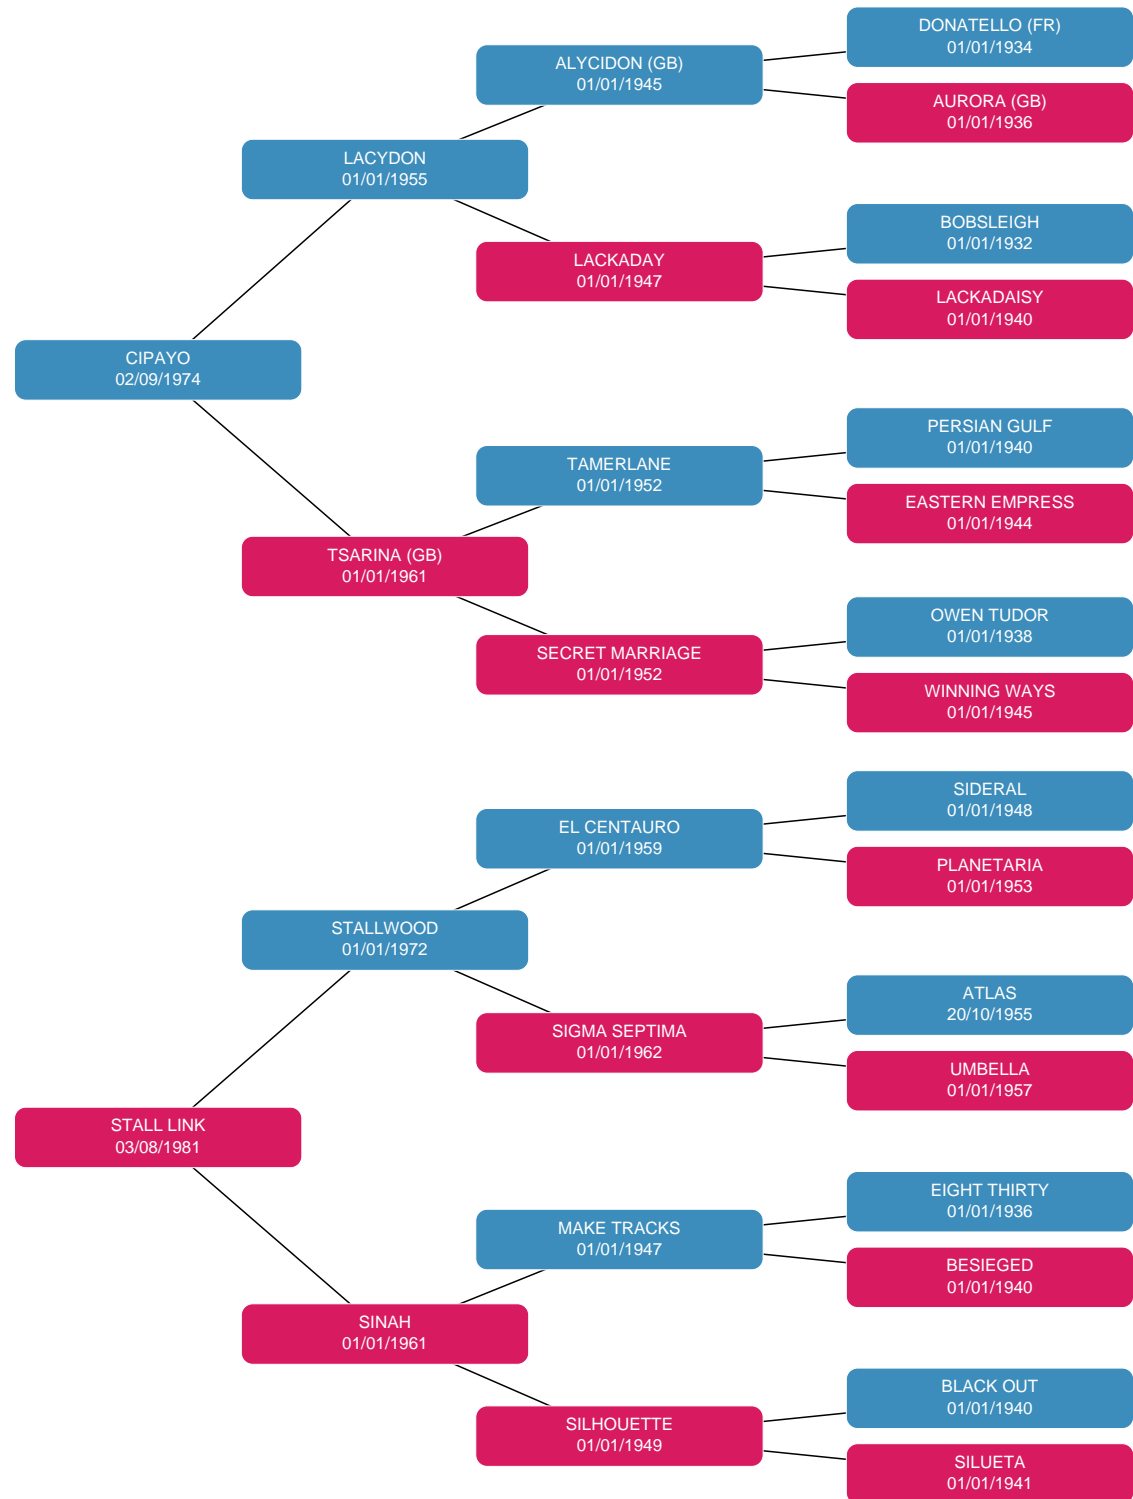 DONATELLO (FR)
01/01/1934
ALYCIDON (GB)
01/01/1945
AURORA (GB)
01/01/1936
LACYDON
01/01/1955
BOBSLEIGH
01/01/1932
LACKADAY
01/01/1947
LACKADAISY
01/01/1940
CIPAYO
02/09/1974
PERSIAN GULF
01/01/1940
TAMERLANE
01/01/1952
EASTERN EMPRESS
01/01/1944
TSARINA (GB)
01/01/1961
OWEN TUDOR
01/01/1938
SECRET MARRIAGE
01/01/1952
WINNING WAYS
01/01/1945
SIDERAL
01/01/1948
EL CENTAURO
01/01/1959
PLANETARIA
01/01/1953
STALLWOOD
01/01/1972
ATLAS
20/10/1955
SIGMA SEPTIMA
01/01/1962
UMBELLA
01/01/1957
STALL LINK
03/08/1981
EIGHT THIRTY
01/01/1936
MAKE TRACKS
01/01/1947
BESIEGED
01/01/1940
SINAH
01/01/1961
BLACK OUT
01/01/1940
SILHOUETTE
01/01/1949
SILUETA
01/01/1941